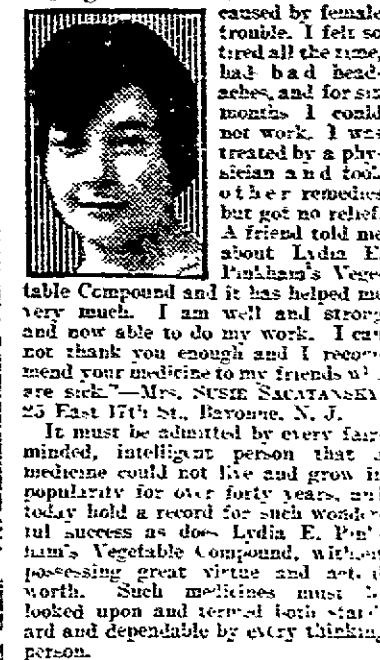 caused by female
trouble. I felt so
tired all the time,
had bad head-
aches, and for six
months I could
not work. I was
treated by a phy-
sician and took
other remedies
but got no relief.
A friend told me
about Lydia E.
Pinkham's Vege-
table Compound and it has helped me
very much. I am well and strong
and now able to do my work. I can
not thank you enough and I recom-
mend your medicine to my friends
are sick."—Mrs. SUSIE SACATANSKY
25 East 17th St., Bayonne, N. J.
It must be admitted by every fair
minded, intelligent person that a
medicine could not live and grow in
popularity for over forty years, and
today hold a record for such wonder-
ful success as does Lydia E. Pink-
ham's Vegetable Compound, without
possessing great virtue and actual
worth. Such medicines must be
looked upon and termed both stand-
ard and dependable by every thinking
person.